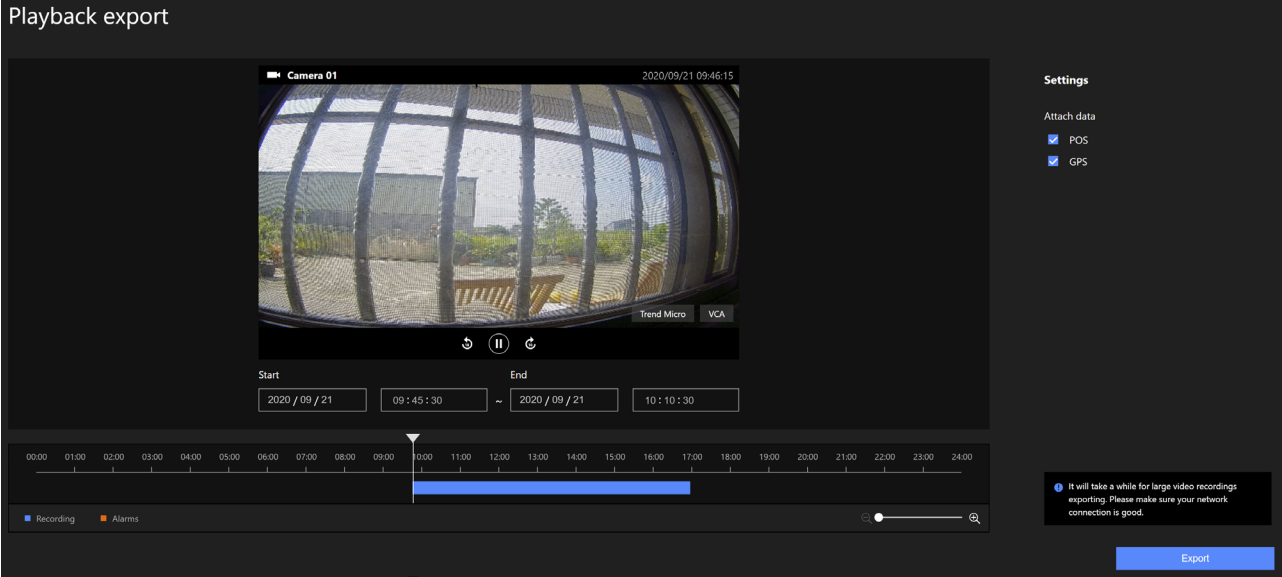 Playback export
Camera 01
2020/09/21 09:46:15
Settings
Attach data
POS
GPS
Trend Micro
VCA
Start
End
2020 / 09 / 21
09 : 45 : 30
~
2020 / 09 / 21
10 : 10 : 30
00:00 01:00 02:00 03:00 04:00 05:00 06:00 07:00 08:00 09:00 10:00 11:00 12:00 13:00 14:00 15:00 16:00 17:00 18:00 19:00 20:00 21:00 22:00 23:00 24:00
Recording
Alarms
It will take a while for large video recordings
exporting. Please make sure your network
connection is good.
Export